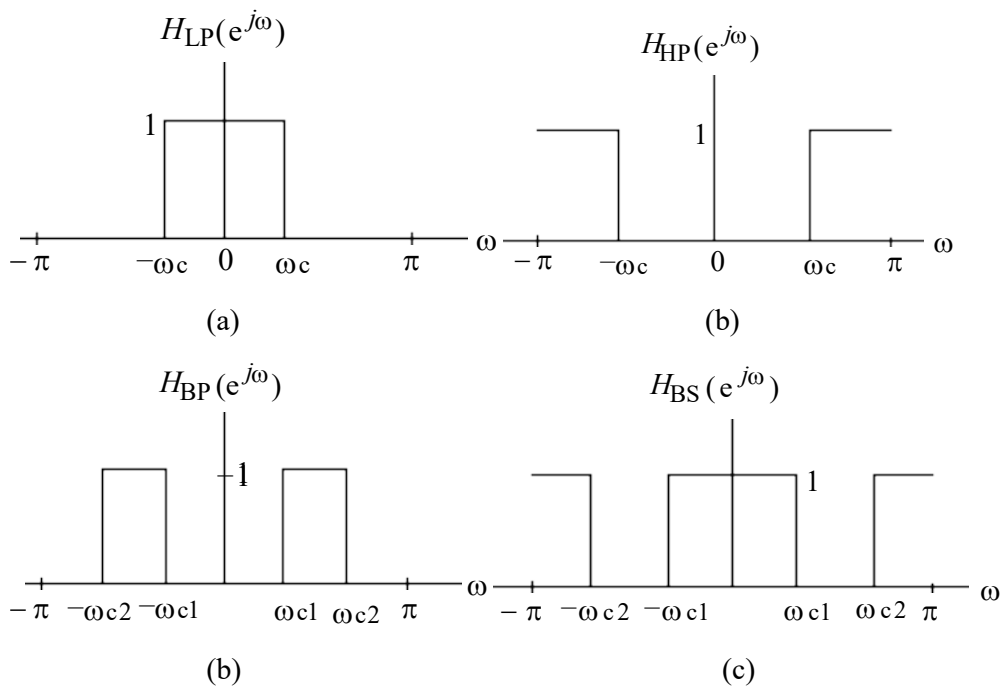 H_LP(e^jω)
1
−π −ωc 0 ωc π ω
(a)
H_HP(e^jω)
1
−π −ωc 0 ωc π ω
(b)
H_BP(e^jω)
1
−π −ωc2 −ωc1 ωc1 ωc2 π ω
(b)
H_BS(e^jω)
1
−π −ωc2 −ωc1 ωc1 ωc2 π ω
(c)